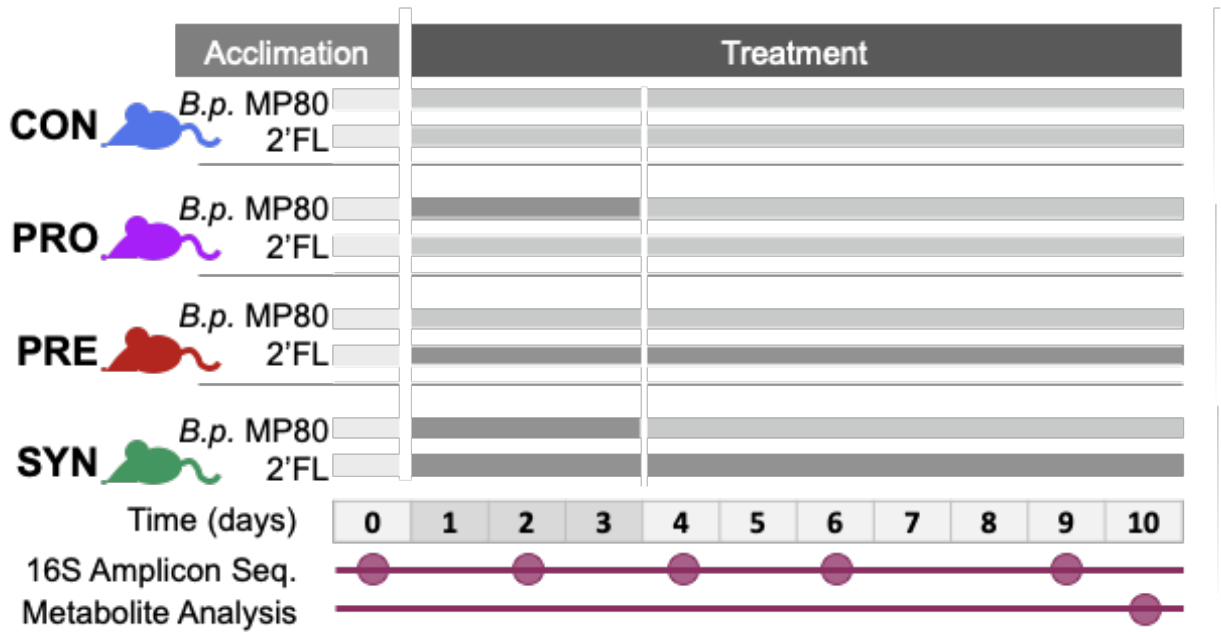 Acclimation Treatment
CON B.p. MP80
2'FL
PRO B.p. MP80
2'FL
PRE B.p. MP80
2'FL
SYN B.p. MP80
2'FL
Time (days) 0 1 2 3 4 5 6 7 8 9 10
16S Amplicon Seq.
Metabolite Analysis